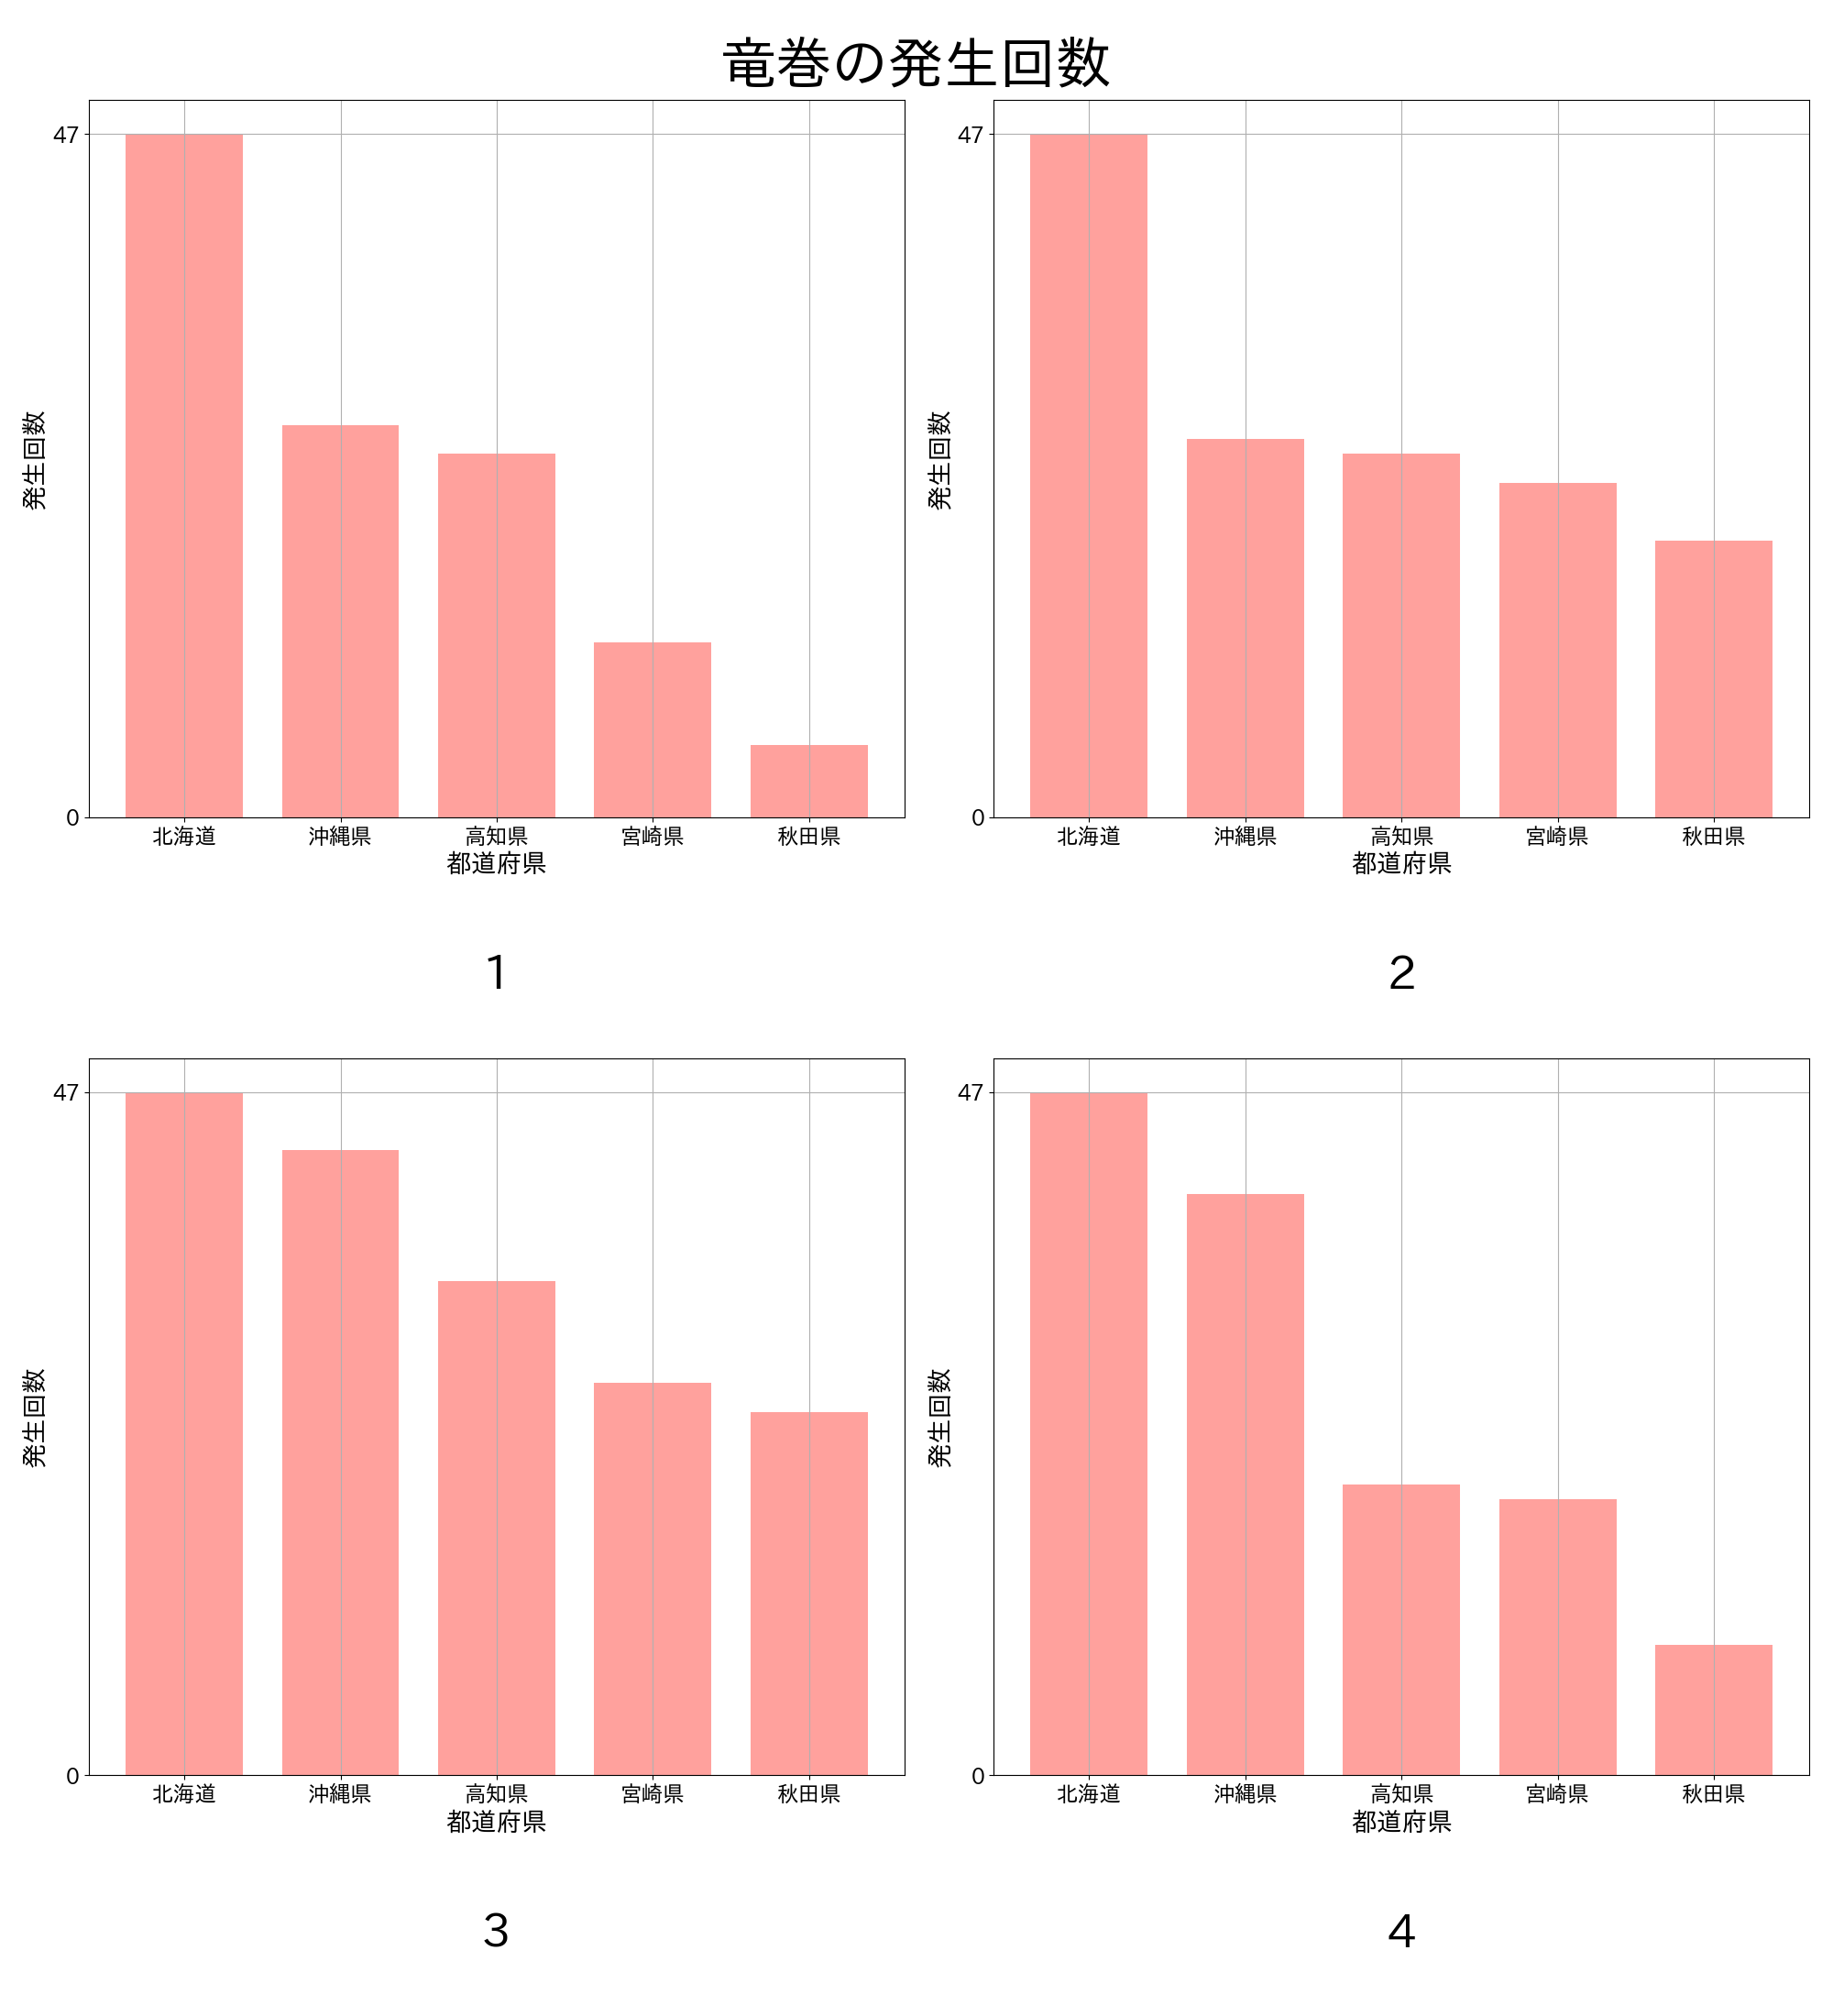 竜巻の発生回数
47
0
発生回数
北海道 沖縄県 高知県 宮崎県 秋田県
都道府県
1
47
0
発生回数
北海道 沖縄県 高知県 宮崎県 秋田県
都道府県
2
47
0
発生回数
北海道 沖縄県 高知県 宮崎県 秋田県
都道府県
3
47
0
発生回数
北海道 沖縄県 高知県 宮崎県 秋田県
都道府県
4